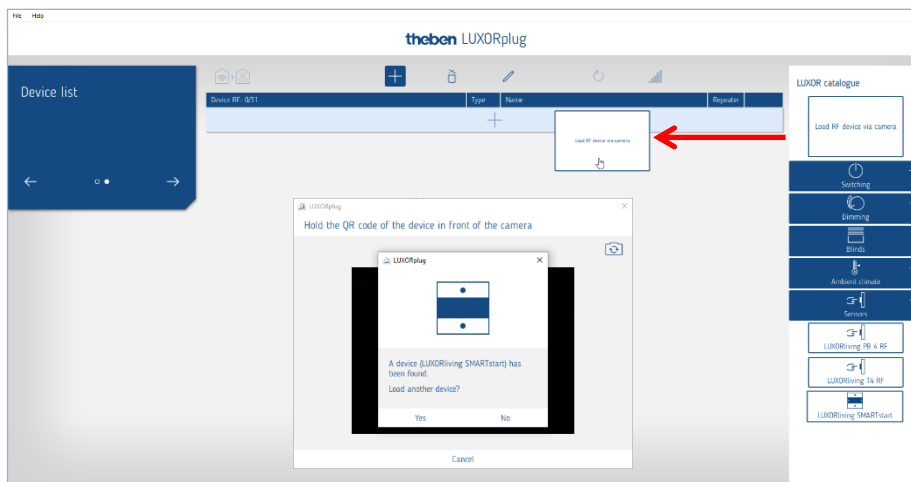 File Help
theben LUXORplug
Device list
Device RF: 0/31 Type Name Repeater
Load RF device via camera
LUXORplug
Hold the QR code of the device in front of the camera
LUXORplug
A device (LUXORliving SMARTstart) has
been found.
Load another device?
Yes No
Cancel
LUXOR catalogue
Load RF device via camera
Switching
Dimming
Blinds
Ambient climate
Sensors
LUXORliving PB 4 RF
LUXORliving T4 RF
LUXORliving SMARTstart